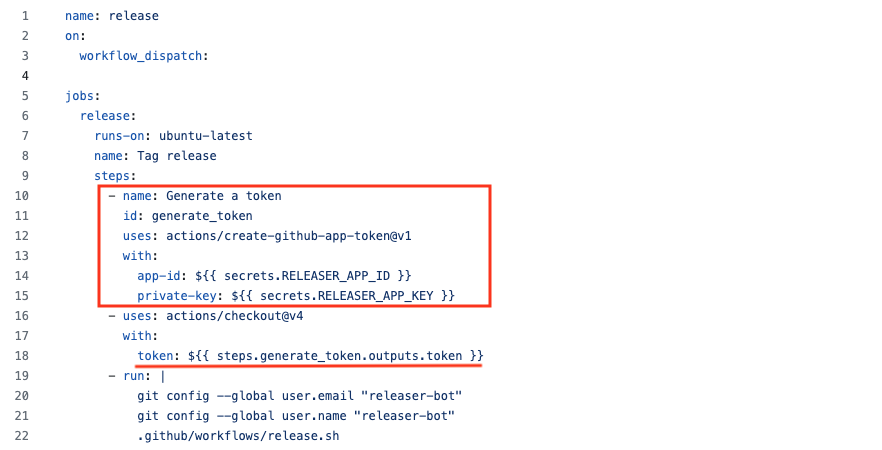 1 name: release
2 on:
3   workflow_dispatch:
4
5 jobs:
6   release:
7     runs-on: ubuntu-latest
8     name: Tag release
9     steps:
10       - name: Generate a token
11         id: generate_token
12         uses: actions/create-github-app-token@v1
13         with:
14           app-id: ${{ secrets.RELEASER_APP_ID }}
15           private-key: ${{ secrets.RELEASER_APP_KEY }}
16       - uses: actions/checkout@v4
17         with:
18           token: ${{ steps.generate_token.outputs.token }}
19       - run: |
20           git config --global user.email "releaser-bot"
21           git config --global user.name "releaser-bot"
22           .github/workflows/release.sh